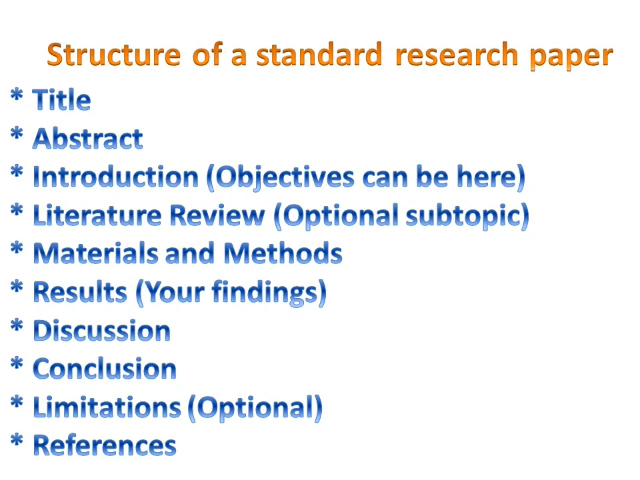 Structure of a standard research paper
* Title
* Abstract
* Introduction (Objectives can be here)
* Literature Review (Optional subtopic)
* Materials and Methods
* Results (Your findings)
* Discussion
* Conclusion
* Limitations (Optional)
* References